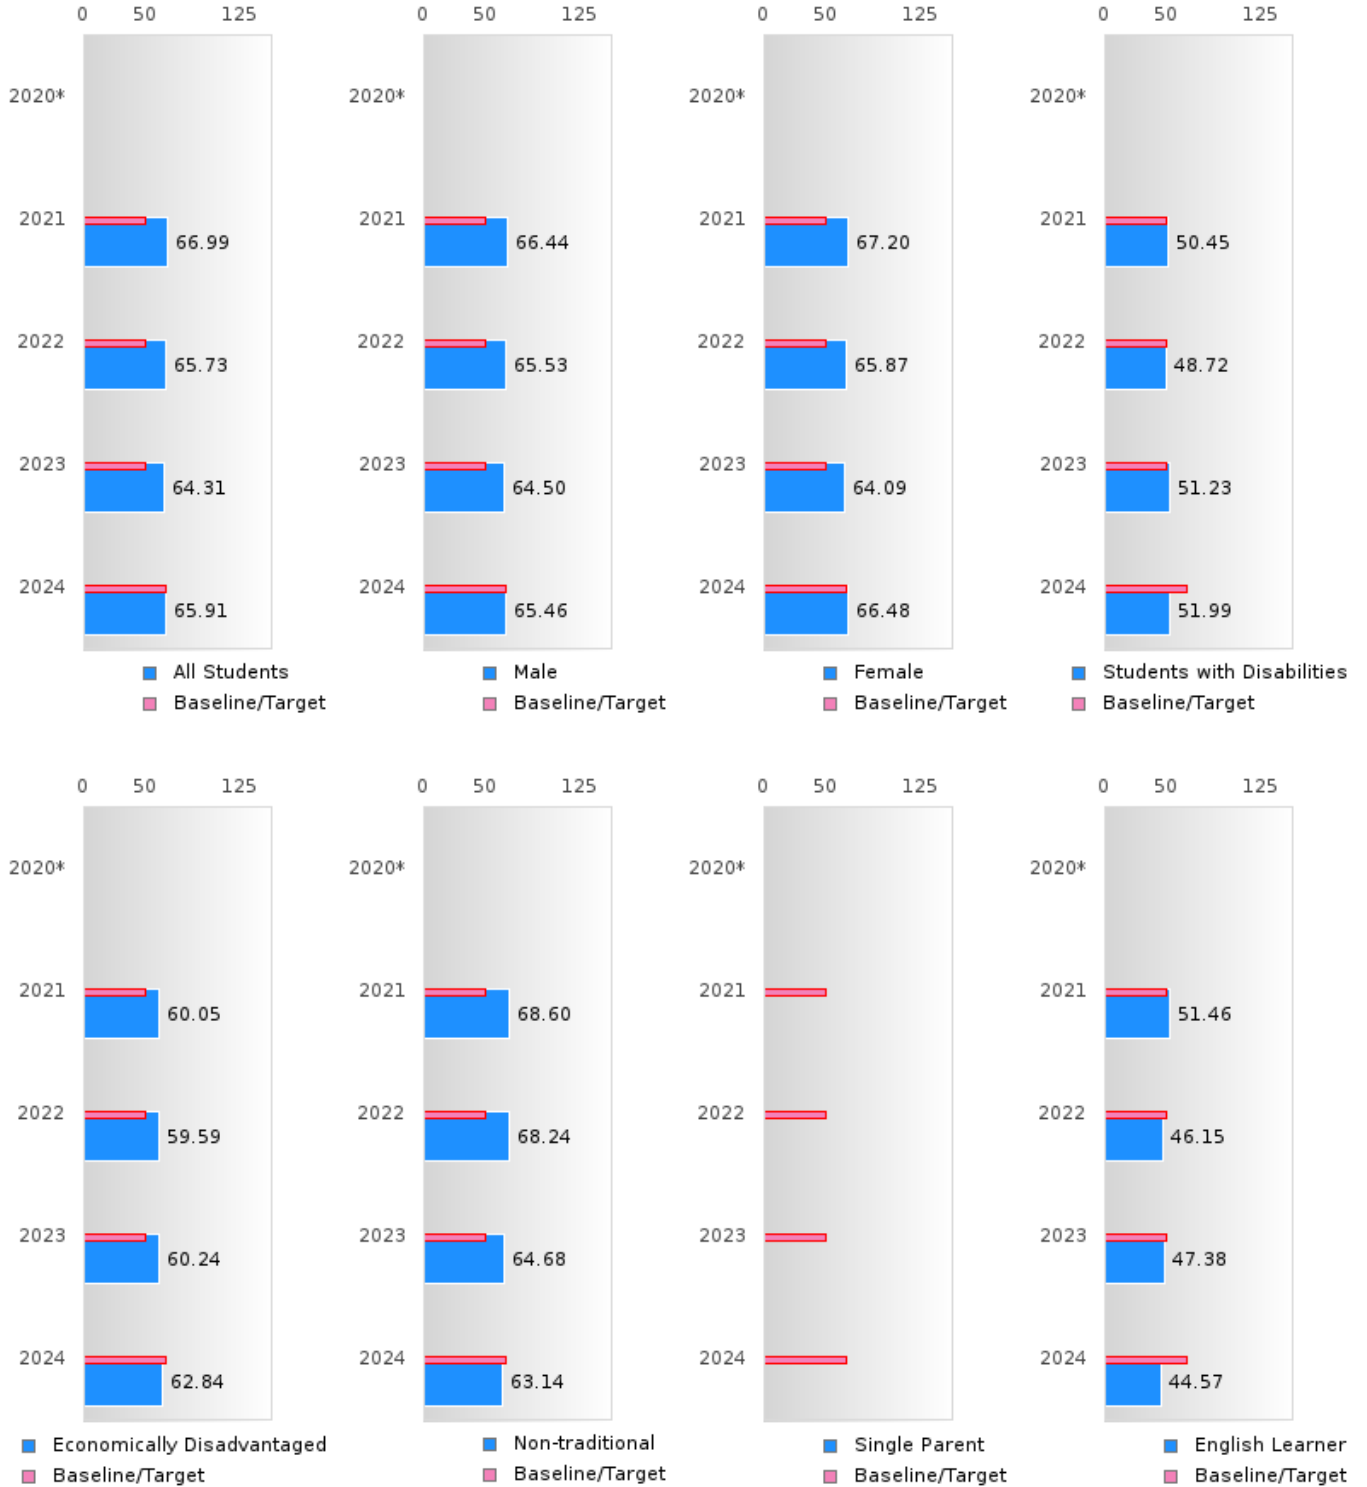 0 50 125 0 50 125 0 50 125 0 50 125
2020* 2020* 2020* 2020*
2021 66.99 2021 66.44 2021 67.20 2021 50.45
2022 65.73 2022 65.53 2022 65.87 2022 48.72
2023 64.31 2023 64.50 2023 64.09 2023 51.23
2024 65.91 2024 65.46 2024 66.48 2024 51.99
All Students Male Female Students with Disabilities
Baseline/Target Baseline/Target Baseline/Target Baseline/Target
0 50 125 0 50 125 0 50 125 0 50 125
2020* 2020* 2020* 2020*
2021 60.05 2021 68.60 2021 2021 51.46
2022 59.59 2022 68.24 2022 2022 46.15
2023 60.24 2023 64.68 2023 2023 47.38
2024 62.84 2024 63.14 2024 2024 44.57
Economically Disadvantaged Non-traditional Single Parent English Learner
Baseline/Target Baseline/Target Baseline/Target Baseline/Target